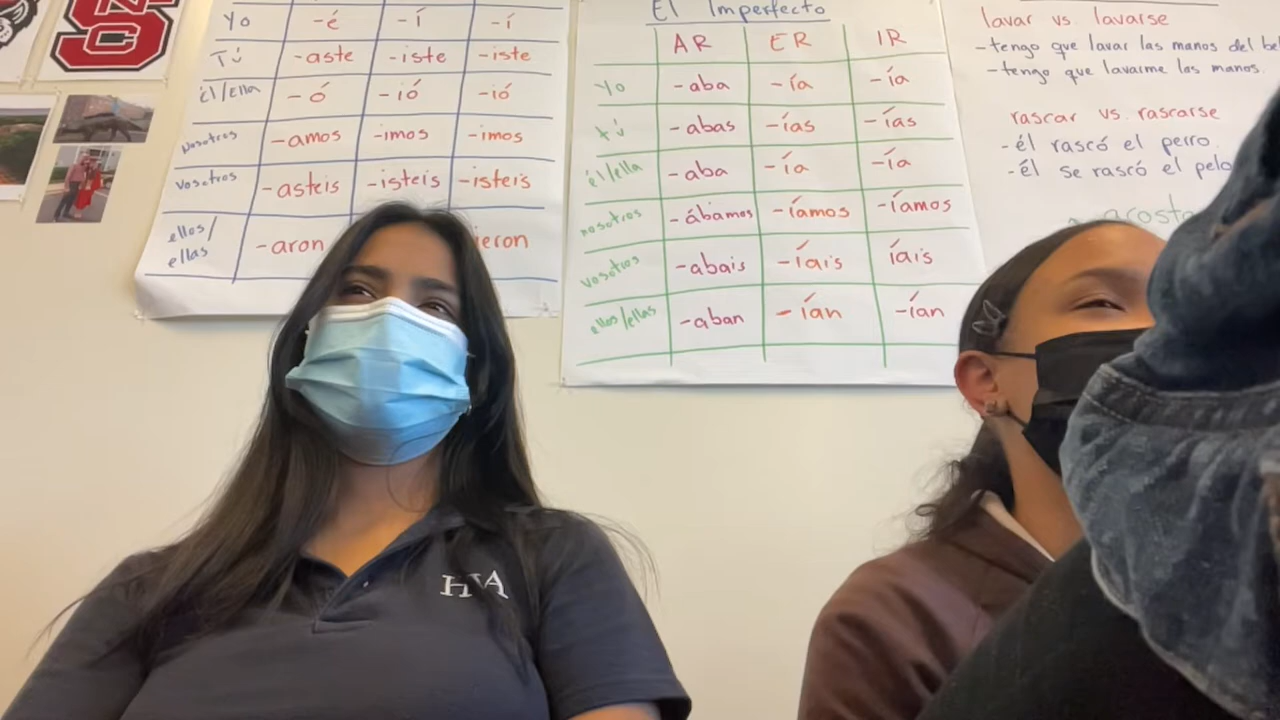 NSC
Yo -é -í -í
Tú -aste -iste -iste
él/ella -ó -ió -ió
nosotros -amos -imos -imos
vosotros -asteis -isteis -isteis
ellos/ellas -aron ieron
El Imperfecto
AR ER IR
Yo -aba -ía -ía
tú -abas -ías -ías
él/ella -aba -ía -ía
nosotros -ábamos -íamos -íamos
vosotros -abais -íais íais
ellos/ellas -aban -ían -ían
lavar vs. lavarse
-tengo que lavar las manos del
-tengo que lavarme las manos.
rascar vs. rascarse
-él rascó el perro.
-él se rascó el pelo
acosta
HVA